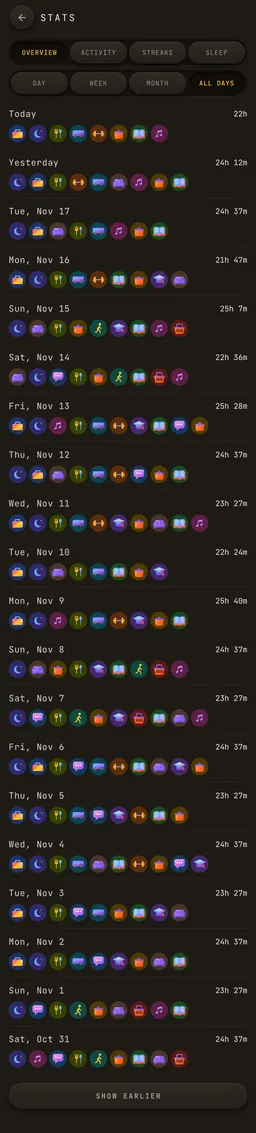 STATS
OVERVIEW ACTIVITY STREAKS SLEEP
DAY WEEK MONTH ALL DAYS
Today 22h
Yesterday 24h 12m
Tue, Nov 17 24h 37m
Mon, Nov 16 21h 47m
Sun, Nov 15 25h 7m
Sat, Nov 14 22h 36m
Fri, Nov 13 25h 28m
Thu, Nov 12 24h 37m
Wed, Nov 11 23h 27m
Tue, Nov 10 22h 24m
Mon, Nov 9 25h 40m
Sun, Nov 8 24h 37m
Sat, Nov 7 23h 27m
Fri, Nov 6 24h 37m
Thu, Nov 5 23h 27m
Wed, Nov 4 24h 37m
Tue, Nov 3 23h 27m
Mon, Nov 2 24h 37m
Sun, Nov 1 23h 27m
Sat, Oct 31 24h 37m
SHOW EARLIER